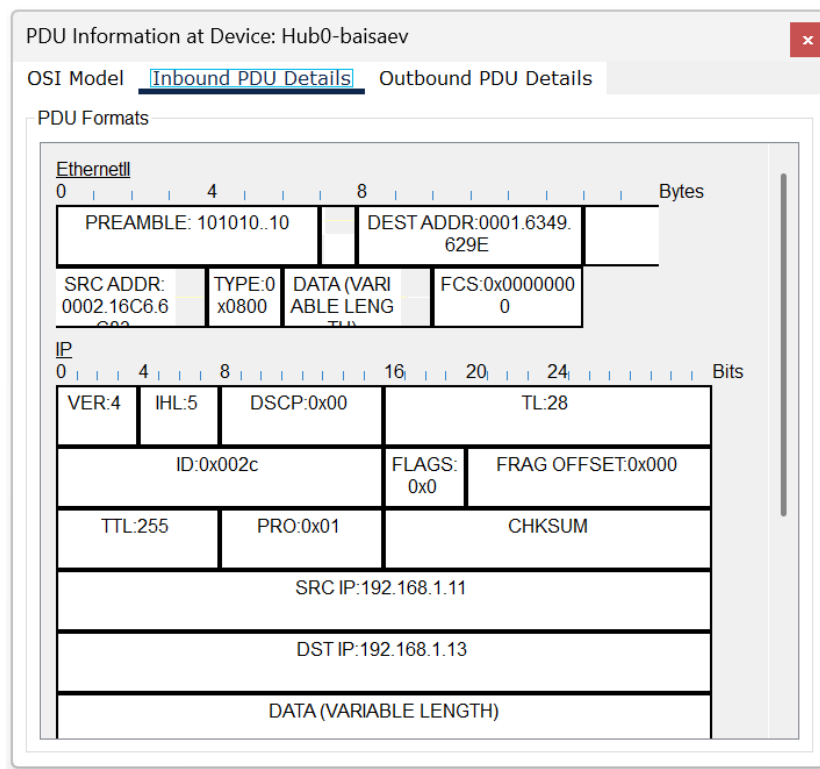 PDU Information at Device: Hub0-baisaev
×
OSI Model Inbound PDU Details Outbound PDU Details
PDU Formats
EthernetII
0 4 8 Bytes
PREAMBLE: 101010..10
DEST ADDR:0001.6349.
629E
SRC ADDR:
0002.16C6.6
TYPE:0
x0800
DATA (VARI
ABLE LENG
TH)
FCS:0x0000000
0
IP
0 4 8 16 20 24 Bits
VER:4 IHL:5 DSCP:0x00 TL:28
ID:0x002c
FLAGS:
0x0
FRAG OFFSET:0x000
TTL:255 PRO:0x01 CHKSUM
SRC IP:192.168.1.11
DST IP:192.168.1.13
DATA (VARIABLE LENGTH)